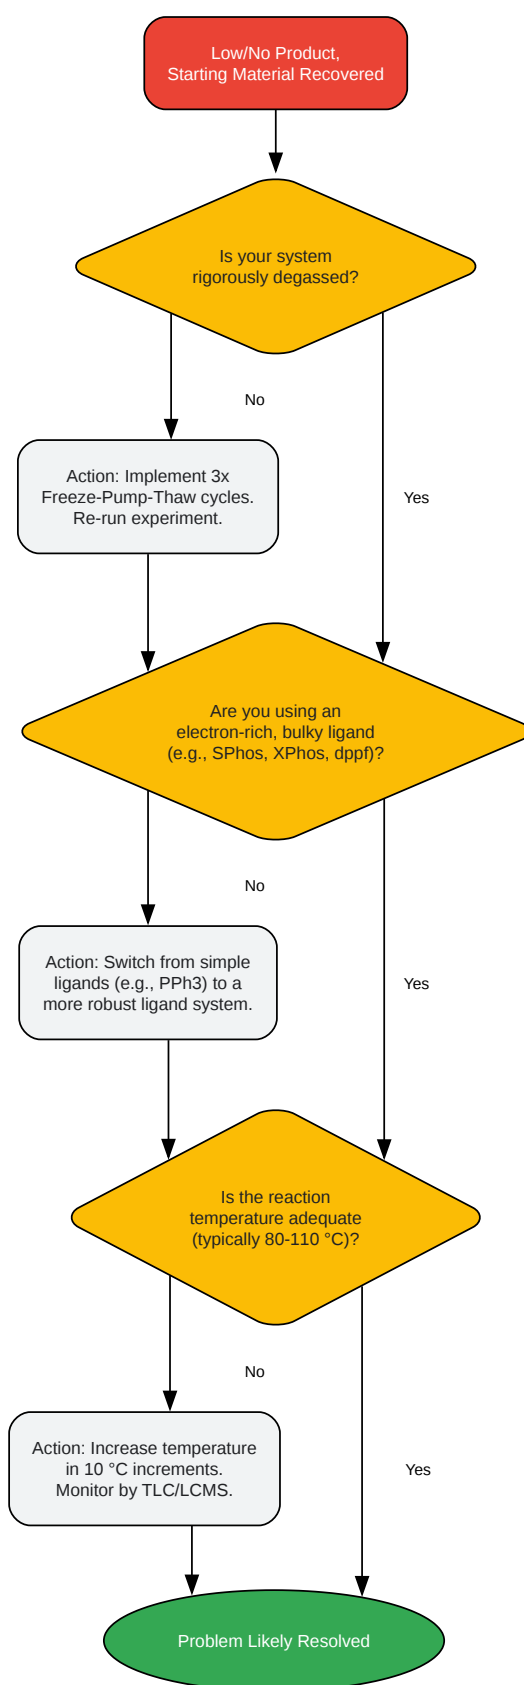 Low/No Product,
Starting Material Recovered
Is your system
rigorously degassed?
No
Action: Implement 3x
Freeze-Pump-Thaw cycles.
Re-run experiment.
Yes
Are you using an
electron-rich, bulky ligand
(e.g., SPhos, XPhos, dppf)?
No
Action: Switch from simple
ligands (e.g., PPh3) to a
more robust ligand system.
Yes
Is the reaction
temperature adequate
(typically 80-110 °C)?
No
Action: Increase temperature
in 10 °C increments.
Monitor by TLC/LCMS.
Yes
Problem Likely Resolved